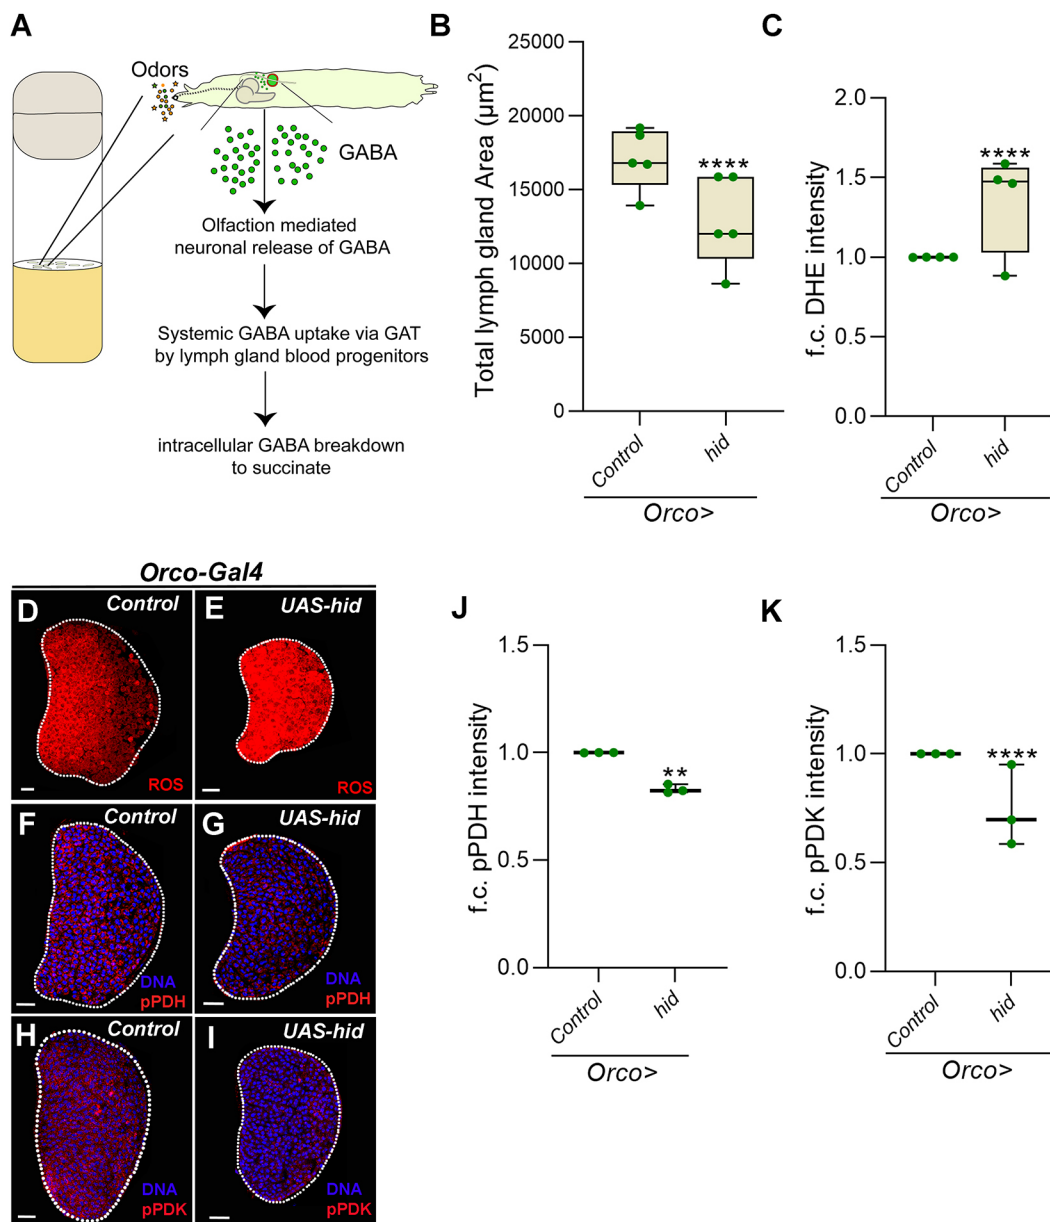 A
Odors
GABA
Olfaction mediated
neuronal release of GABA
Systemic GABA uptake via GAT
by lymph gland blood progenitors
intracellular GABA breakdown
to succinate
B
Total lymph gland Area (µm²)
25000
20000
15000
10000
5000
0
****
Control
hid
Orco>
C
f.c. DHE intensity
2.0
1.5
1.0
0.5
0.0
****
Control
hid
Orco>
Orco-Gal4
D
Control
ROS
E
UAS-hid
ROS
F
Control
DNA
pPDH
G
UAS-hid
DNA
pPDH
H
Control
DNA
pPDK
I
UAS-hid
DNA
pPDK
J
f.c. pPDH intensity
1.5
1.0
0.5
0.0
**
Control
hid
Orco>
K
f.c. pPDK intensity
1.5
1.0
0.5
0.0
****
Control
hid
Orco>